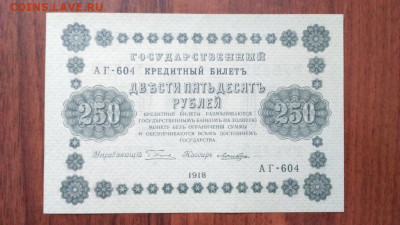 COINS.LAVE.RU
ГОСУДАРСТВЕННЫЙ
АГ-604 КРЕДИТНЫЙ БИЛЕТЪ
ДВѢСТИ ПЯТЬДЕСЯТЬ
РУБЛЕЙ
250 250
КРЕДИТНЫЕ БИЛЕТЫ РАЗМѢНИВАЮТСЯ
ГОСУДАРСТВЕННЫМЪ БАНКОМЪ НА ЗОЛОТУЮ
МОНЕТУ БЕЗЪ ОГРАНИЧЕНІЯ СУММЫ
И ОБЕЗПЕЧИВАЮТСЯ ВСѢМЪ ДОСТОЯНІЕМЪ
ГОСУДАРСТВА.
Управляющій Кассиръ
АГ-604
1918